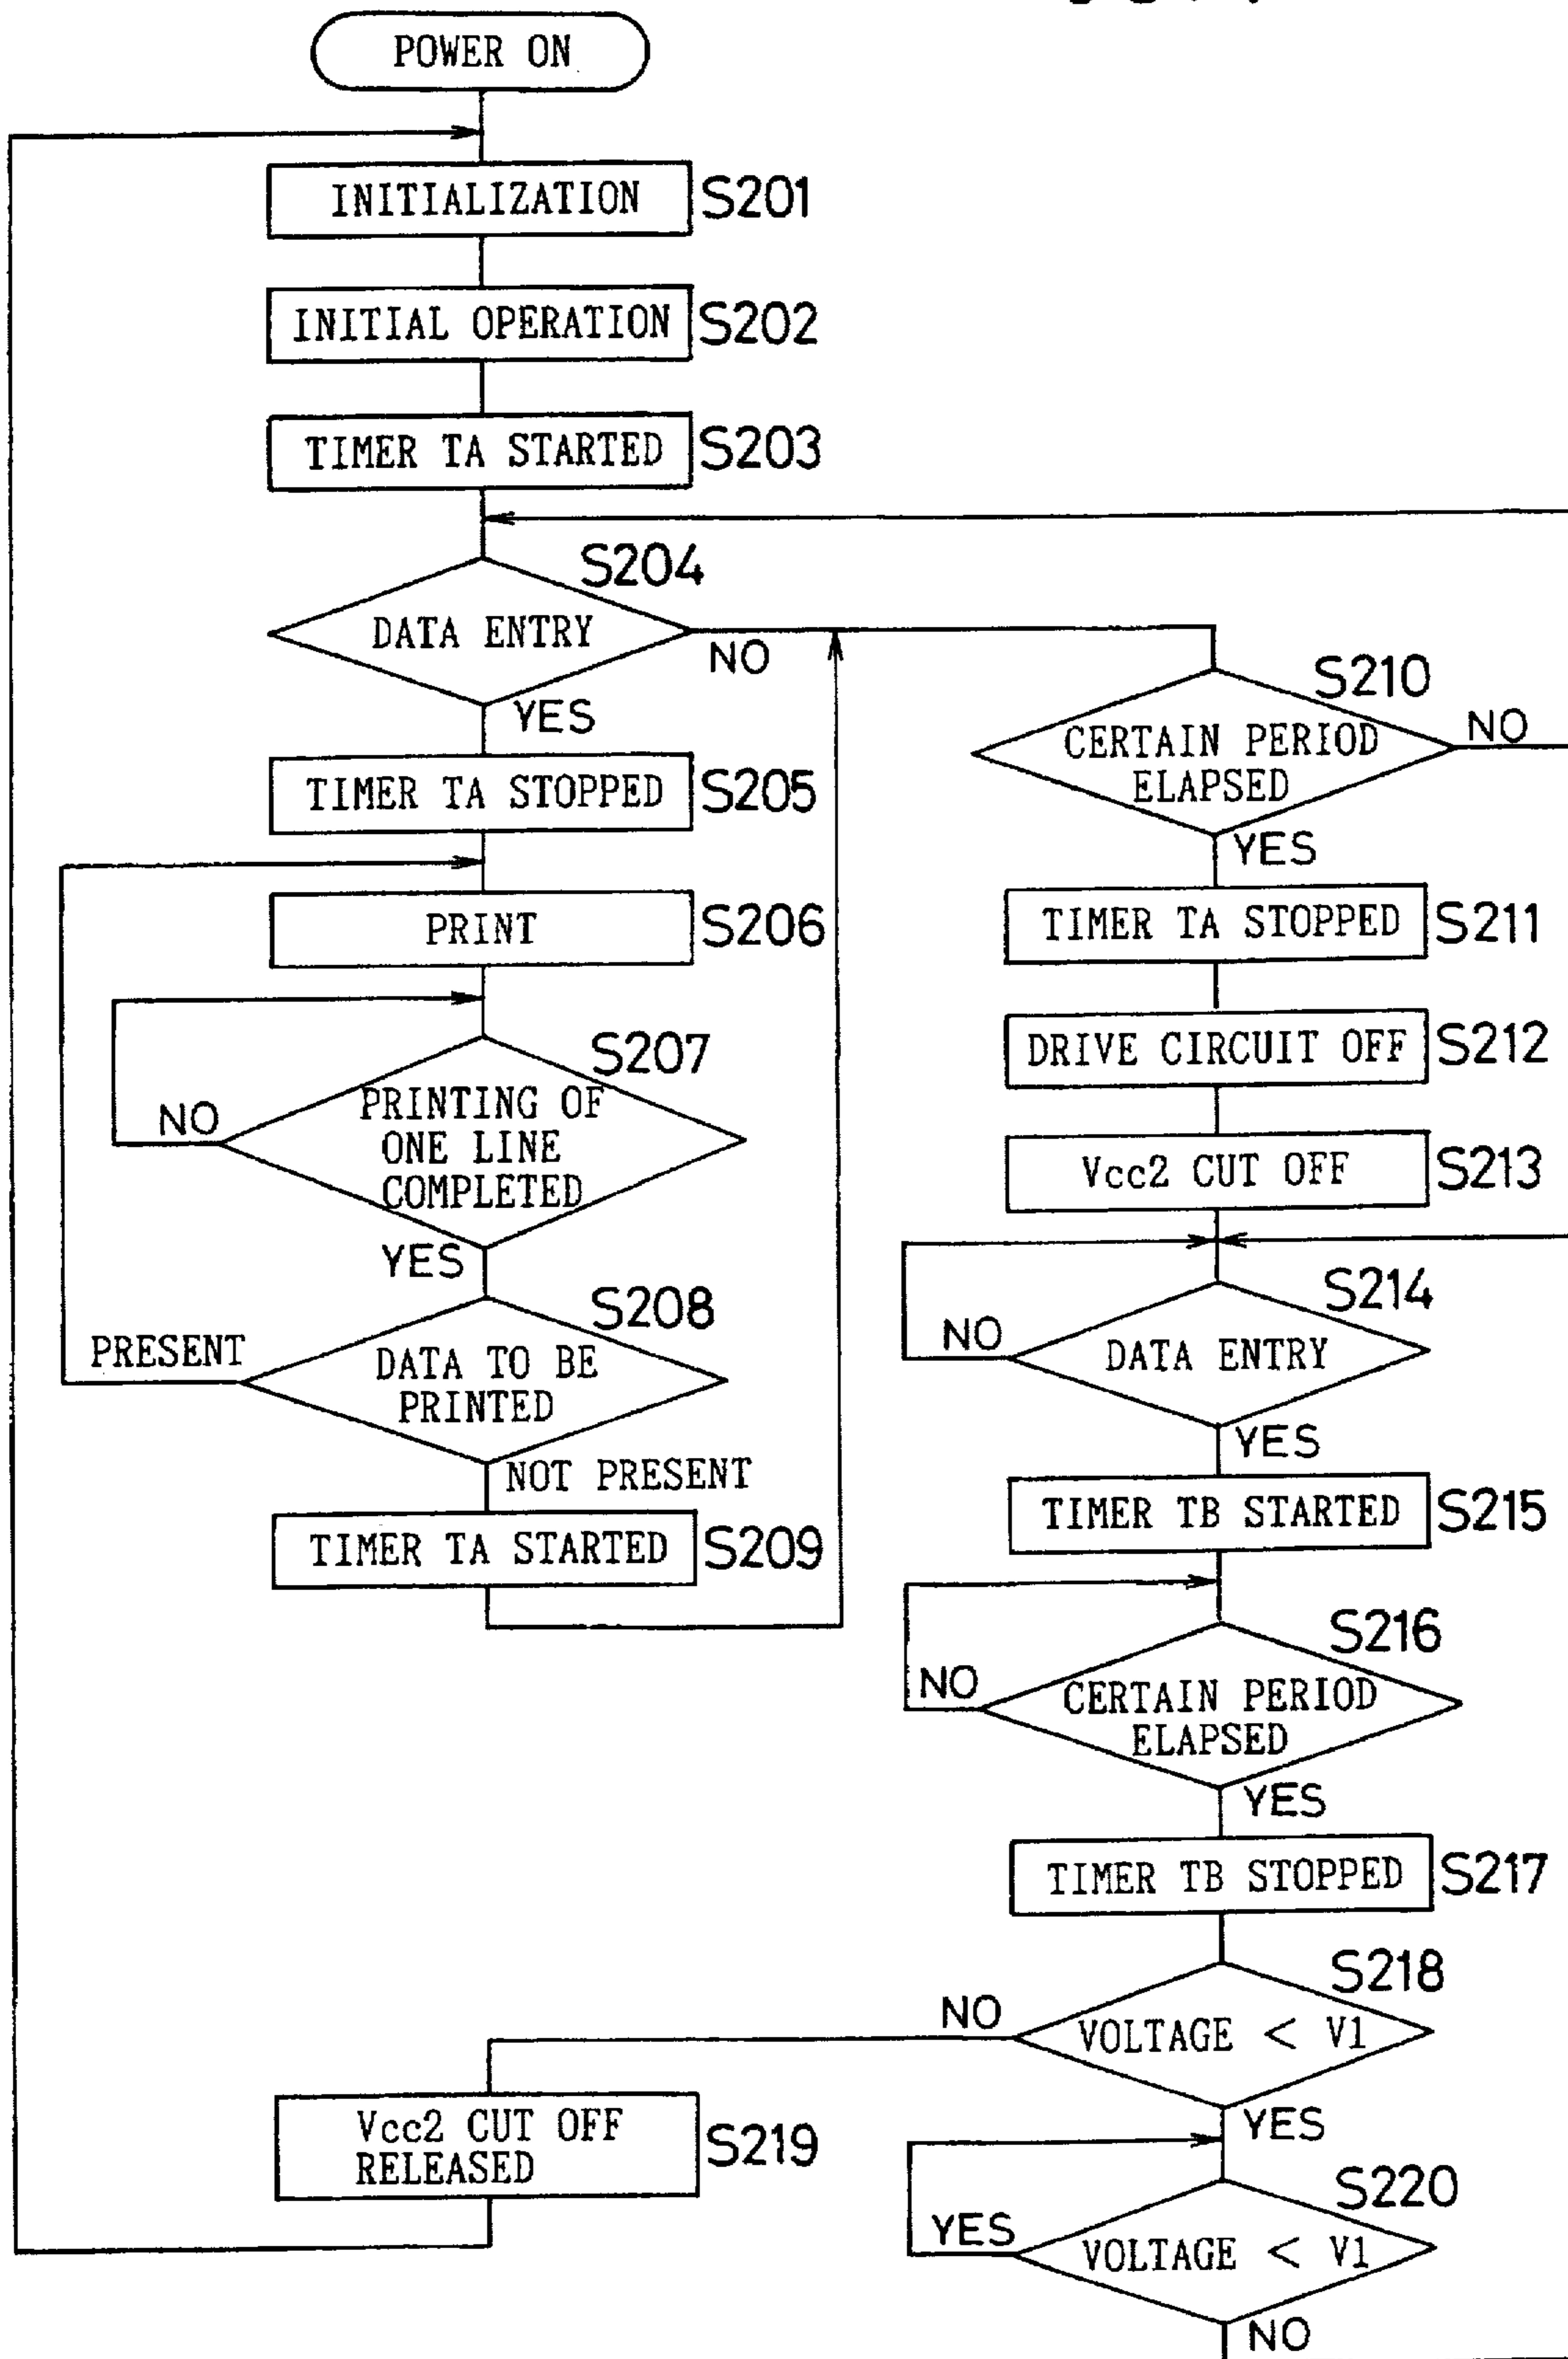 POWER ON
INITIALIZATION
S201
INITIAL OPERATION
S202
TIMER TA STARTED
S203
S204
DATA ENTRY
NO
YES
TIMER TA STOPPED
S205
PRINT
S206
S207
PRINTING OF
ONE LINE
COMPLETED
NO
YES
S208
DATA TO BE
PRINTED
PRESENT
NOT PRESENT
TIMER TA STARTED
S209
S210
CERTAIN PERIOD
ELAPSED
NO
YES
TIMER TA STOPPED
S211
DRIVE CIRCUIT OFF
S212
Vcc2 CUT OFF
S213
S214
DATA ENTRY
NO
YES
TIMER TB STARTED
S215
S216
CERTAIN PERIOD
ELAPSED
NO
YES
TIMER TB STOPPED
S217
S218
VOLTAGE < V1
NO
YES
Vcc2 CUT OFF
RELEASED
S219
S220
VOLTAGE < V1
YES
NO